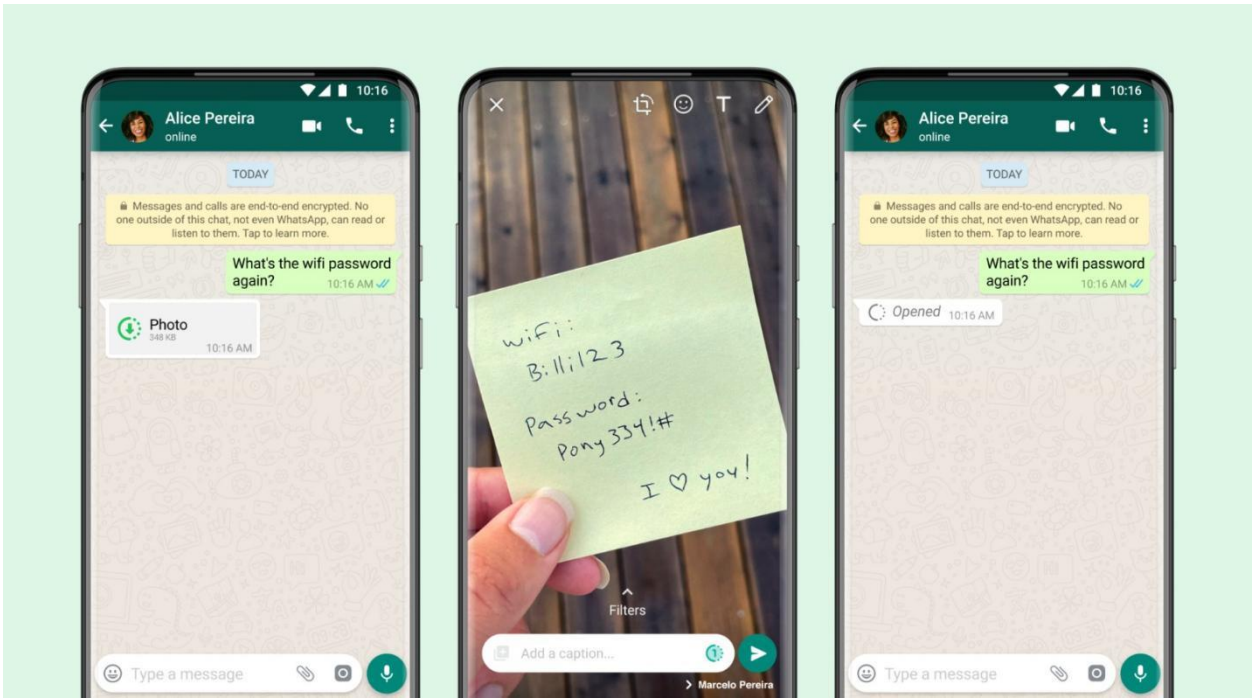 10:16
Alice Pereira
online
TODAY
Messages and calls are end-to-end encrypted. No
one outside of this chat, not even WhatsApp, can read or
listen to them. Tap to learn more.
What's the wifi password
again?
10:16 AM
Photo
348 KB
10:16 AM
Type a message
T
wifi:
Billi123
Password:
Pony334!#
I ♡ you!
Filters
Add a caption...
1
Marcelo Pereira
10:16
Alice Pereira
online
TODAY
Messages and calls are end-to-end encrypted. No
one outside of this chat, not even WhatsApp, can read or
listen to them. Tap to learn more.
What's the wifi password
again?
10:16 AM
Opened 10:16 AM
Type a message